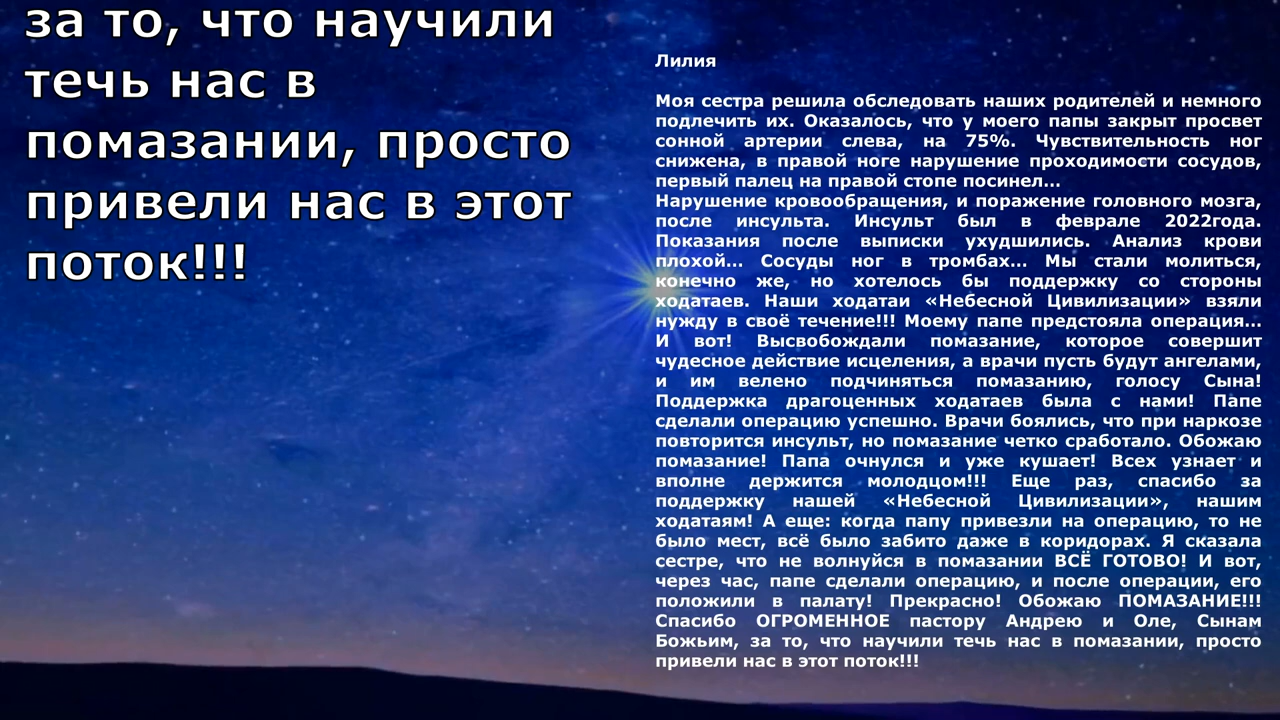 за то, что научили
течь нас в
помазании, просто
привели нас в этот
поток!!!
Лилия
Моя сестра решила обследовать наших родителей и немного
подлечить их. Оказалось, что у моего папы закрыт просвет
сонной артерии слева, на 75%. Чувствительность ног
снижена, в правой ноге нарушение проходимости сосудов,
первый палец на правой стопе посинел...
Нарушение кровообращения, и поражение головного мозга,
после инсульта. Инсульт был в феврале 2022года.
Показания после выписки ухудшились. Анализ крови
плохой... Сосуды ног в тромбах... Мы стали молиться,
конечно же, но хотелось бы поддержку со стороны
ходатаев. Наши ходатаи «Небесной Цивилизации» взяли
нужду в своё течение!!! Моему папе предстояла операция...
И вот! Высвобождали помазание, которое совершит
чудесное действие исцеления, а врачи пусть будут ангелами,
и им велено подчиняться помазанию, голосу Сына!
Поддержка драгоценных ходатаев была с нами! Папе
сделали операцию успешно. Врачи боялись, что при наркозе
повторится инсульт, но помазание четко сработало. Обожаю
помазание! Папа очнулся и уже кушает! Всех узнает и
вполне держится молодцом!!! Еще раз, спасибо за
поддержку нашей «Небесной Цивилизации», нашим
ходатаям! А еще: когда папу привезли на операцию, то не
было мест, всё было забито даже в коридорах. Я сказала
сестре, что не волнуйся в помазании ВСЁ ГОТОВО! И вот,
через час, папе сделали операцию, и после операции, его
положили в палату! Прекрасно! Обожаю ПОМАЗАНИЕ!!!
Спасибо ОГРОМЕННОЕ пастору Андрею и Оле, Сынам
Божьим, за то, что научили течь нас в помазании, просто
привели нас в этот поток!!!